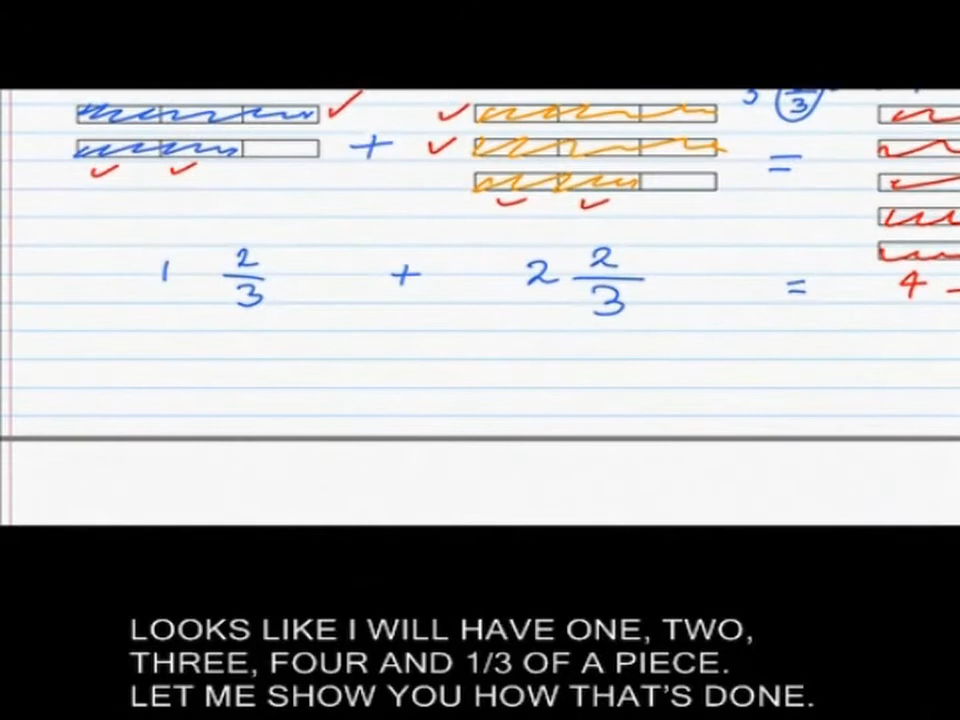 + =
1 2/3 + 2 2/3 = 4
LOOKS LIKE I WILL HAVE ONE, TWO,
THREE, FOUR AND 1/3 OF A PIECE.
LET ME SHOW YOU HOW THAT'S DONE.